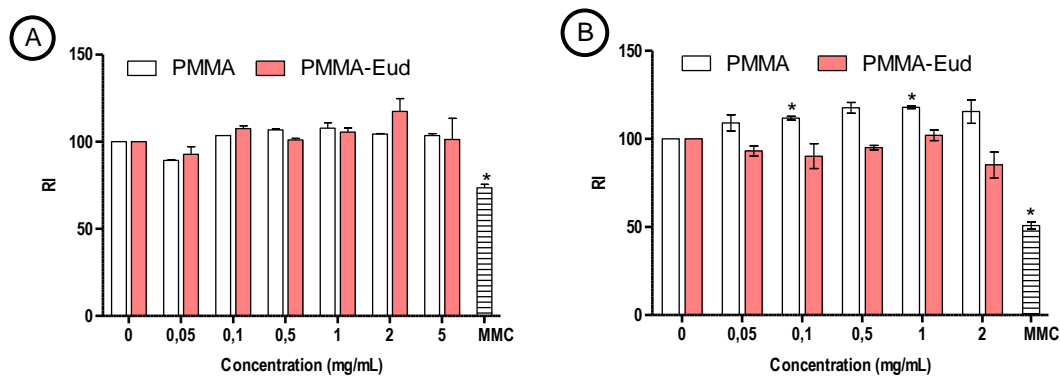 A
150
PMMA
PMMA-Eud
100
RI
50
*
0
0
0,05
0,1
0,5
1
2
5
MMC
Concentration (mg/mL)
B
150
PMMA
PMMA-Eud
*
*
100
RI
50
*
0
0
0,05
0,1
0,5
1
2
MMC
Concentration (mg/mL)